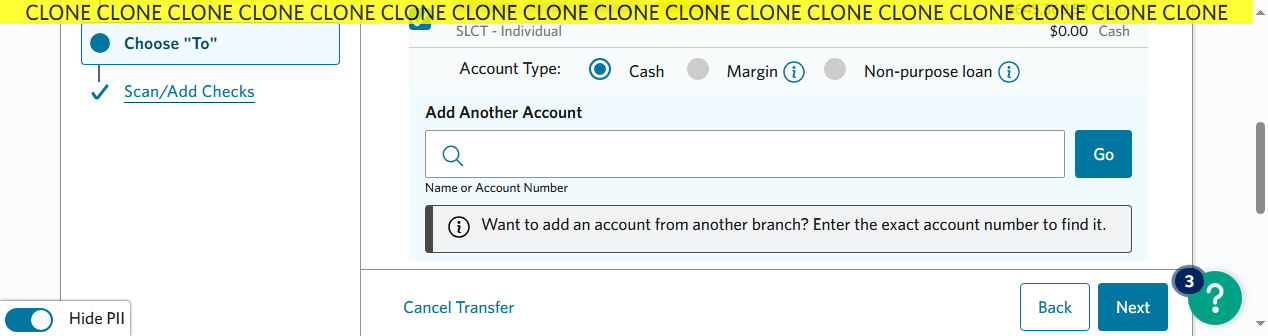 CLONE CLONE CLONE CLONE CLONE CLONE CLONE CLONE CLONE CLONE CLONE CLONE CLONE CLONE CLONE CLONE CLONE
Choose "To"
Scan/Add Checks
SLCT - Individual
$0.00 Cash
Account Type: Cash Margin Non-purpose loan
Add Another Account
Go
Name or Account Number
Want to add an account from another branch? Enter the exact account number to find it.
Cancel Transfer
Back
Next
3
?
Hide PII